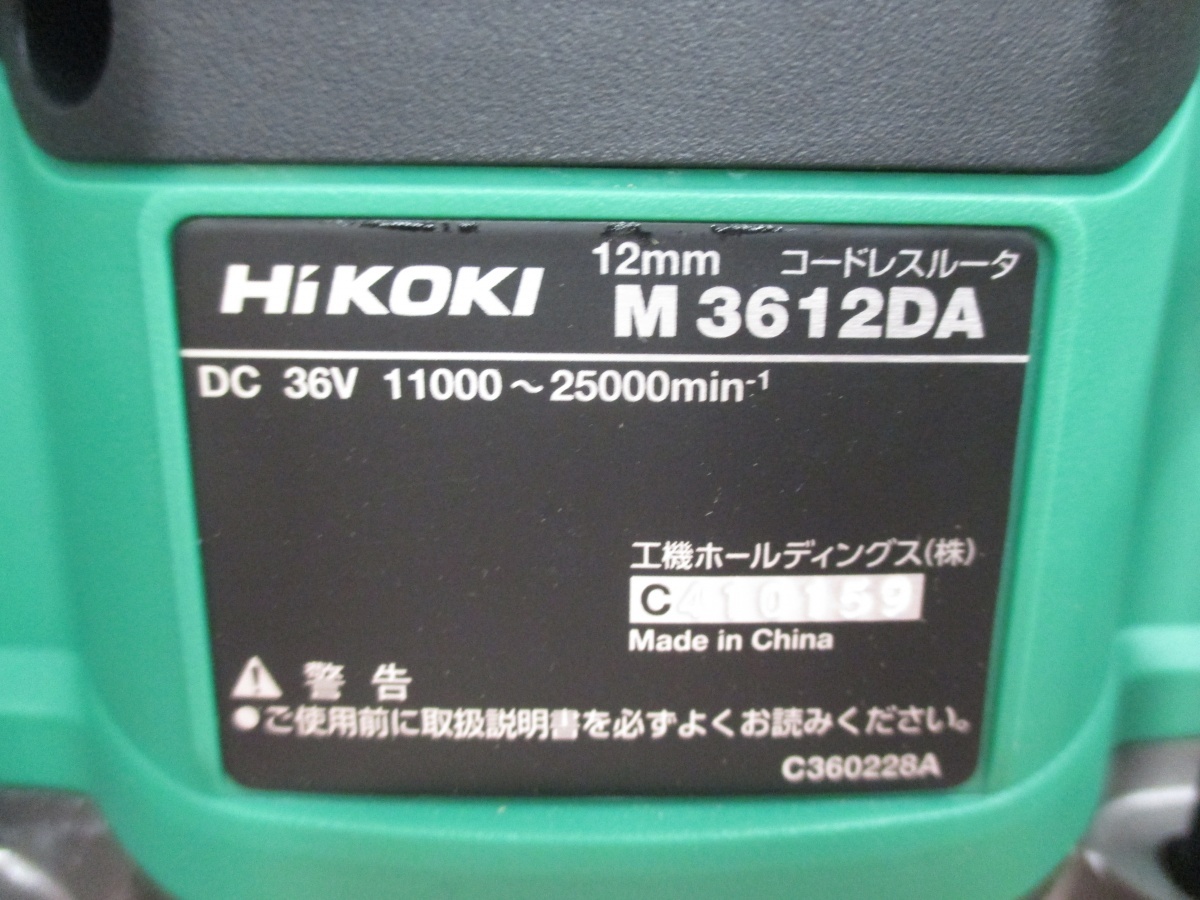 HiKOKI
12mm コードレスルータ
M 3612DA
DC 36V 11000～25000min-1
工機ホールディングス(株)
C410159
Made in China
警告
●ご使用前に取扱説明書を必ずよくお読みください。
C360228A